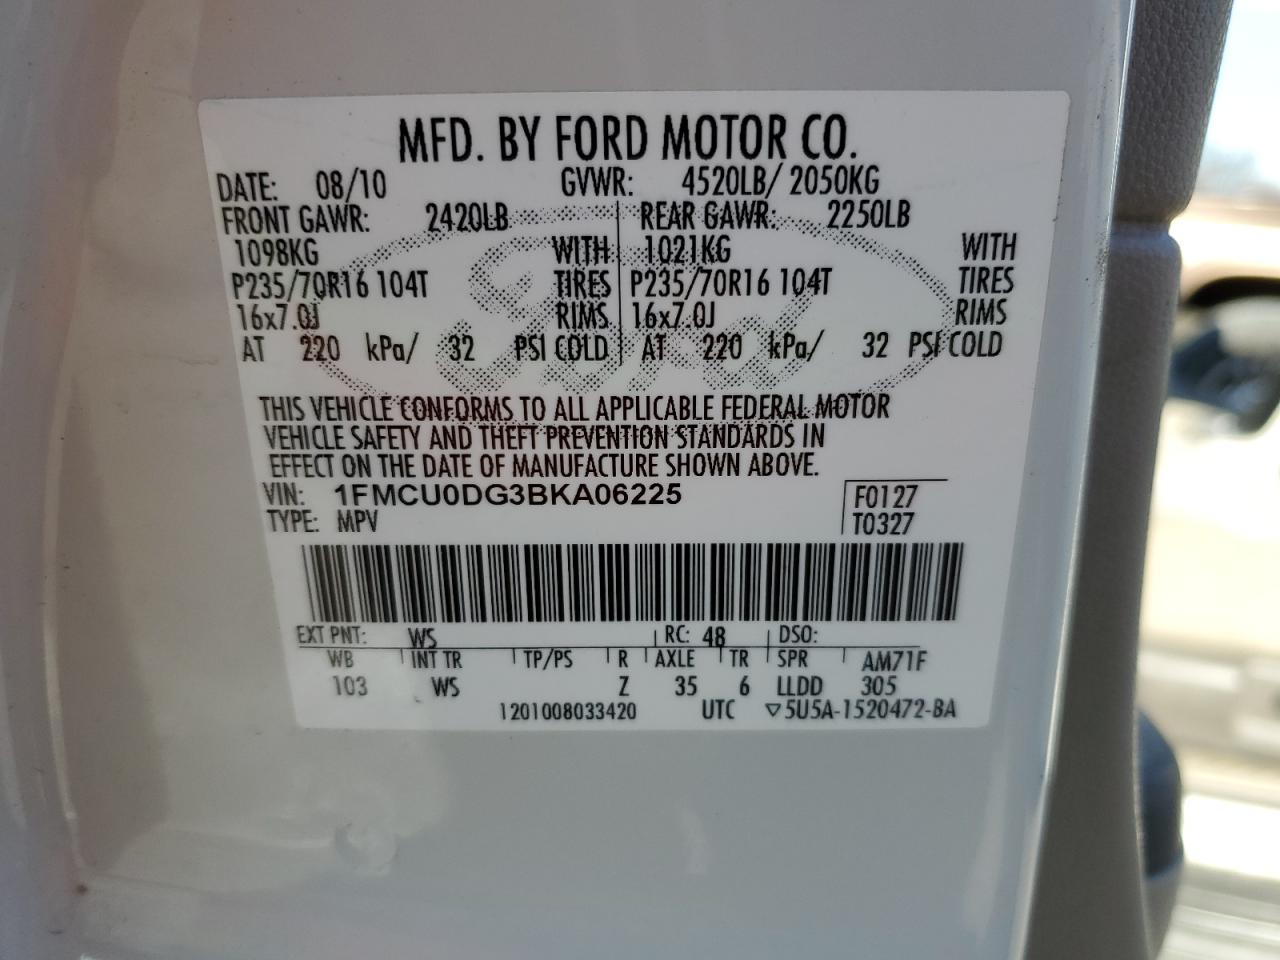 MFD. BY FORD MOTOR CO.
DATE: 08/10 GVWR: 4520LB/ 2050KG
FRONT GAWR: 2420LB REAR GAWR: 2250LB
1098KG WITH 1021KG WITH
P235/70R16 104T TIRES P235/70R16 104T TIRES
16x7.0J RIMS 16x7.0J RIMS
AT 220 kPa/ 32 PSI COLD AT 220 kPa/ 32 PSI COLD
Ford
THIS VEHICLE CONFORMS TO ALL APPLICABLE FEDERAL MOTOR
VEHICLE SAFETY AND THEFT PREVENTION STANDARDS IN
EFFECT ON THE DATE OF MANUFACTURE SHOWN ABOVE.
VIN: 1FMCU0DG3BKA06225 F0127
TYPE: MPV T0327
EXT PNT: WS RC: 48 DSO:
WB INT TR TP/PS R AXLE TR SPR AM71F
103 WS Z 35 6 LLDD 305
1201008033420 UTC ▽5U5A-1520472-BA